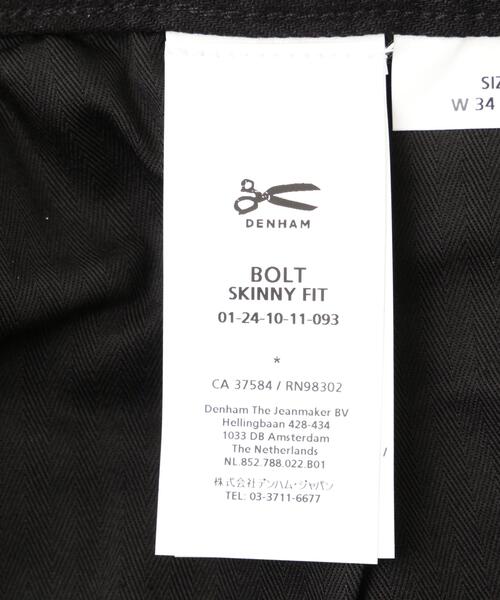 DENHAM
BOLT
SKINNY FIT
01-24-10-11-093
*
CA 37584 / RN98302
Denham The Jeanmaker BV
Hellingbaan 428-434
1033 DB Amsterdam
The Netherlands
NL.852.788.022.B01
株式会社デンハム・ジャパン
TEL: 03-3711-6677
W 34
/